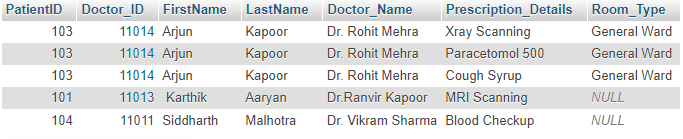 PatientID Doctor_ID FirstName LastName Doctor_Name Prescription_Details Room_Type
103 11014 Arjun Kapoor Dr. Rohit Mehra Xray Scanning General Ward
103 11014 Arjun Kapoor Dr. Rohit Mehra Paracetomol 500 General Ward
103 11014 Arjun Kapoor Dr. Rohit Mehra Cough Syrup General Ward
101 11013 Karthik Aaryan Dr.Ranvir Kapoor MRI Scanning NULL
104 11011 Siddharth Malhotra Dr. Vikram Sharma Blood Checkup NULL